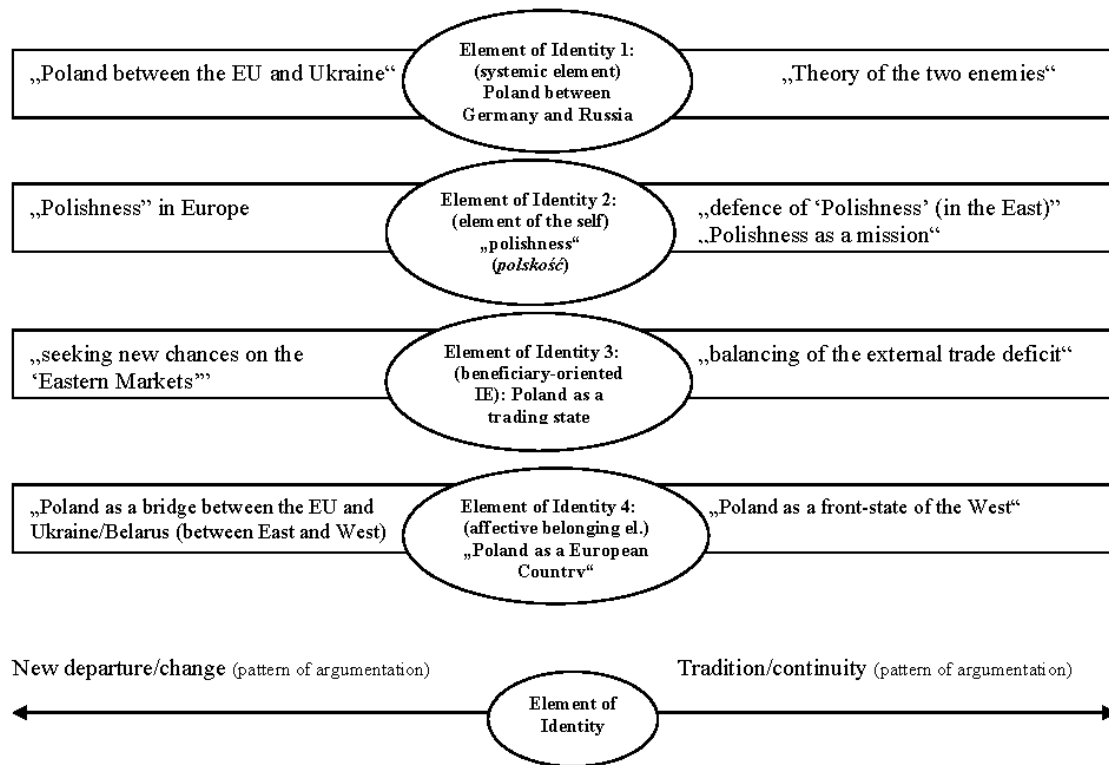 „Poland between the EU and Ukraine“
Element of Identity 1:
(systemic element)
Poland between
Germany and Russia
„Theory of the two enemies“
„Polishness” in Europe
Element of Identity 2:
(element of the self)
„polishness“
(polskość)
„defence of ‘Polishness’ (in the East)”
„Polishness as a mission“
„seeking new chances on the
‘Eastern Markets’”
Element of Identity 3:
(beneficiary-oriented
IE): Poland as a
trading state
„balancing of the external trade deficit“
„Poland as a bridge between the EU and
Ukraine/Belarus (between East and West)
Element of Identity 4:
(affective belonging el.)
„Poland as a European
Country“
„Poland as a front-state of the West“
New departure/change (pattern of argumentation)
Tradition/continuity (pattern of argumentation)
Element of
Identity